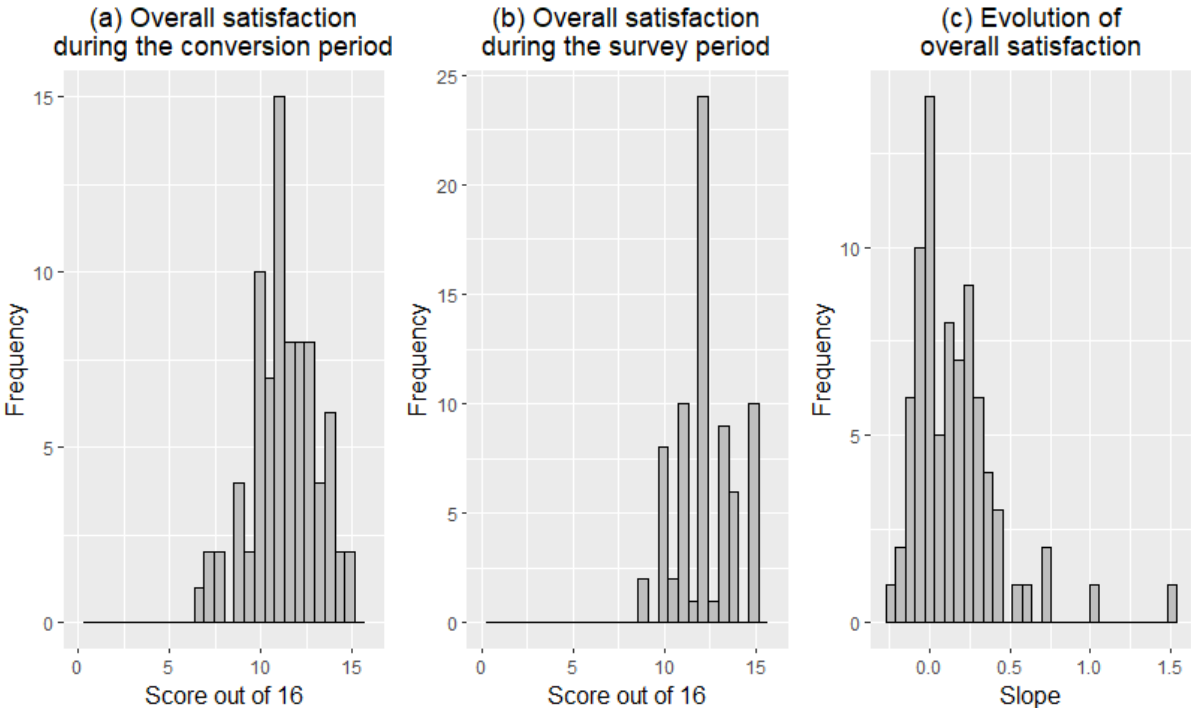 (a) Overall satisfaction
during the conversion period
15
10
5
0
Frequency
0 5 10 15
Score out of 16
(b) Overall satisfaction
during the survey period
25
20
15
10
5
0
Frequency
0 5 10 15
Score out of 16
(c) Evolution of
overall satisfaction
10
5
0
Frequency
0.0 0.5 1.0 1.5
Slope